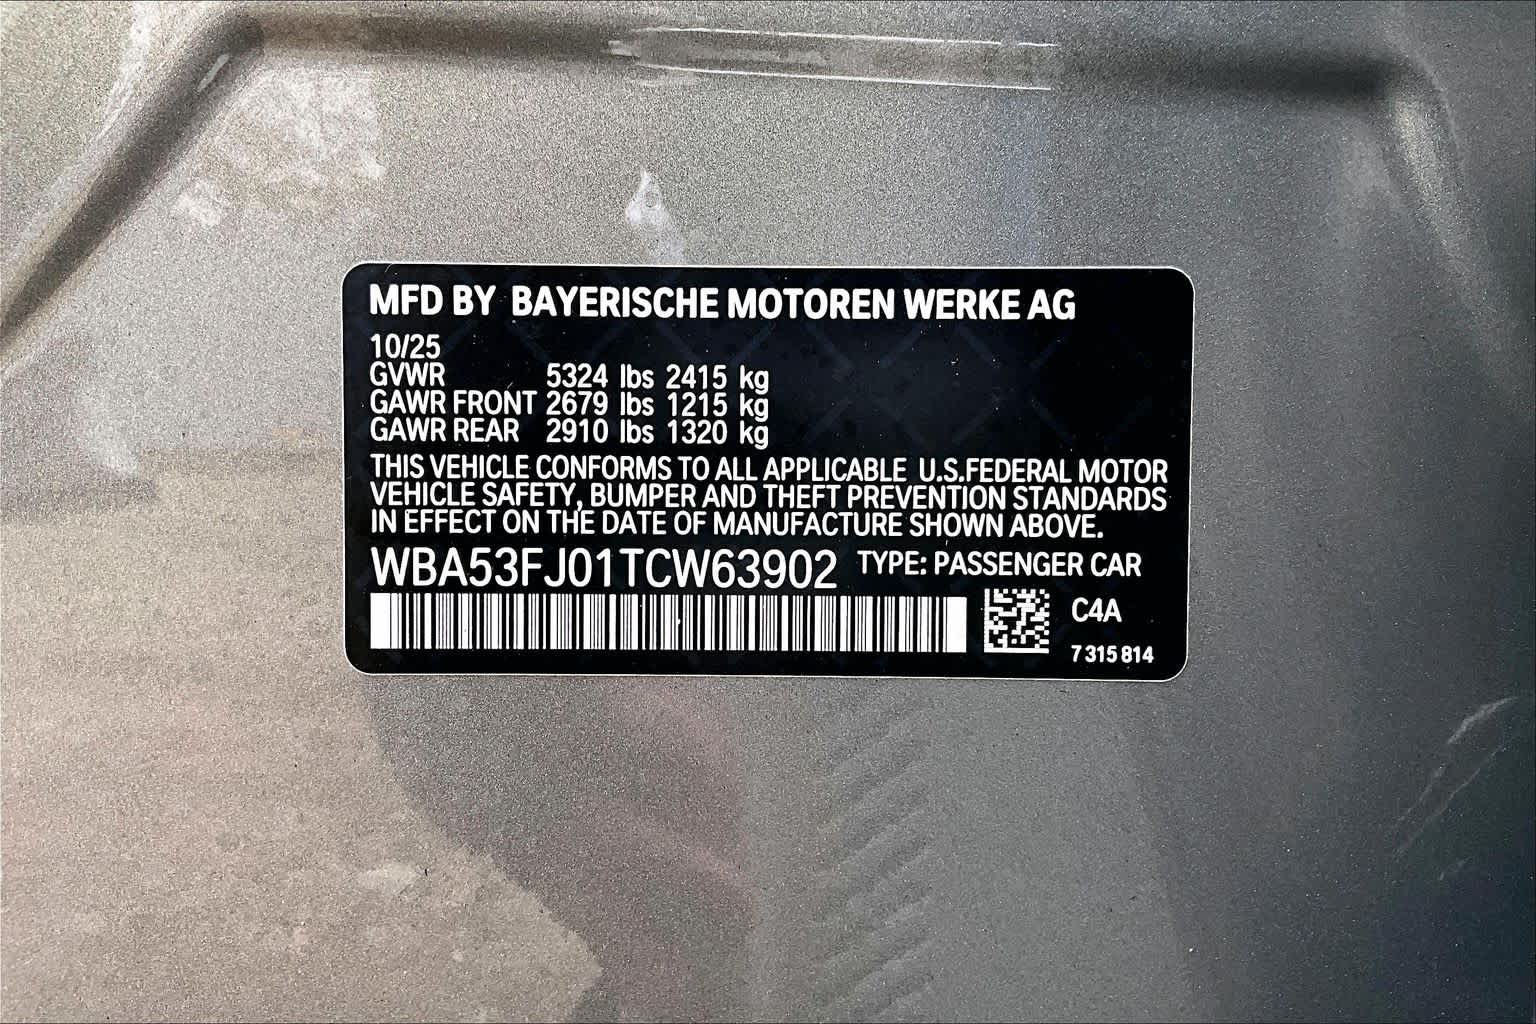 MFD BY BAYERISCHE MOTOREN WERKE AG
10/25
GVWR 5324 lbs 2415 kg
GAWR FRONT 2679 lbs 1215 kg
GAWR REAR 2910 lbs 1320 kg
THIS VEHICLE CONFORMS TO ALL APPLICABLE U.S.FEDERAL MOTOR
VEHICLE SAFETY, BUMPER AND THEFT PREVENTION STANDARDS
IN EFFECT ON THE DATE OF MANUFACTURE SHOWN ABOVE.
WBA53FJ01TCW63902 TYPE: PASSENGER CAR
C4A
7 315 814